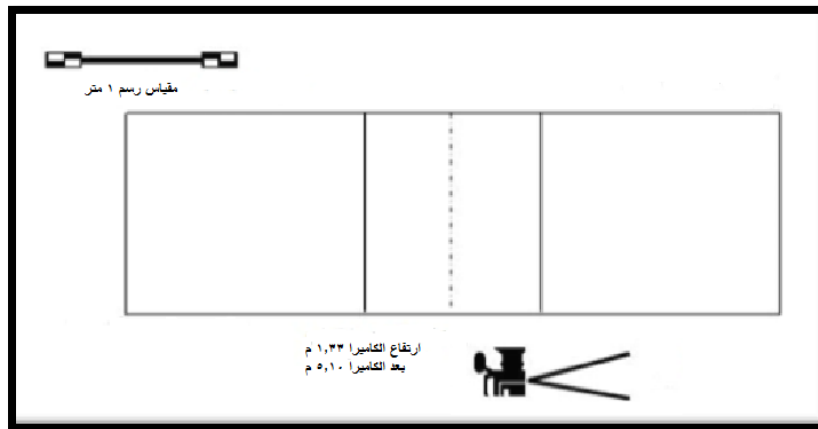 مقياس رسم ١ متر
ارتفاع الكاميرا ١,٣٣ م
بعد الكاميرا ٥,١٠ م